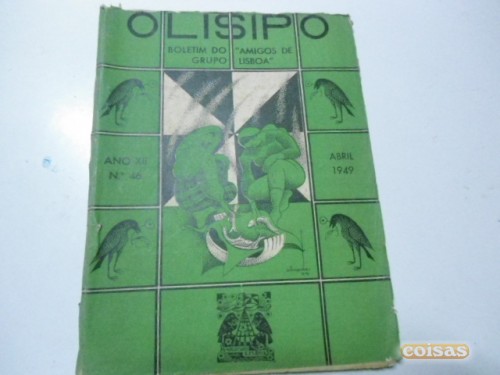 OLISIPO
BOLETIM DO "AMIGOS DE
GRUPO LISBOA"
ANO XII
N.º 46
ABRIL
1949
coisas